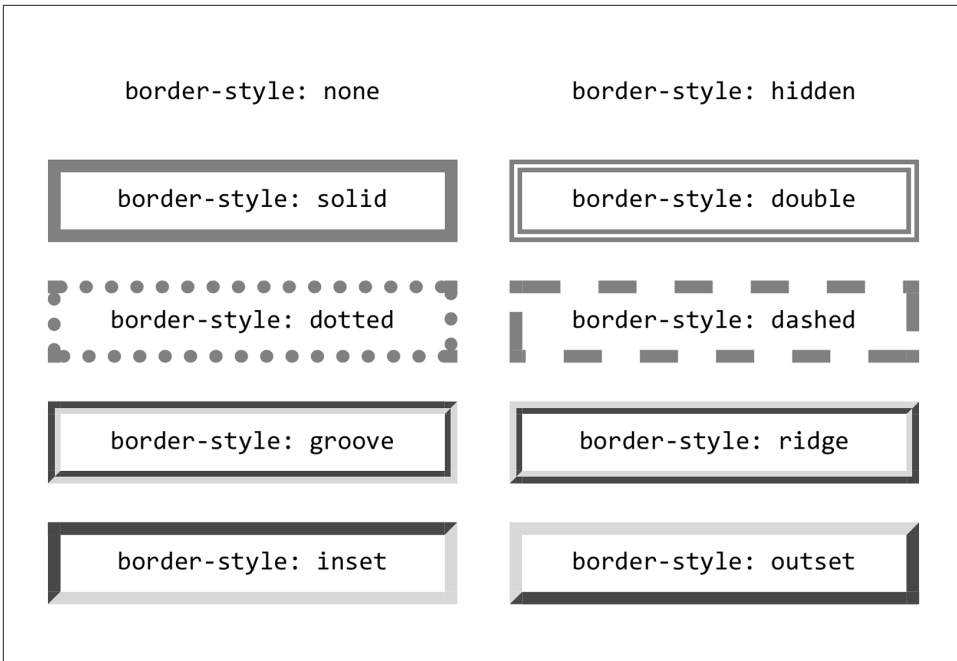 border-style: none
border-style: hidden
border-style: solid
border-style: double
border-style: dotted
border-style: dashed
border-style: groove
border-style: ridge
border-style: inset
border-style: outset